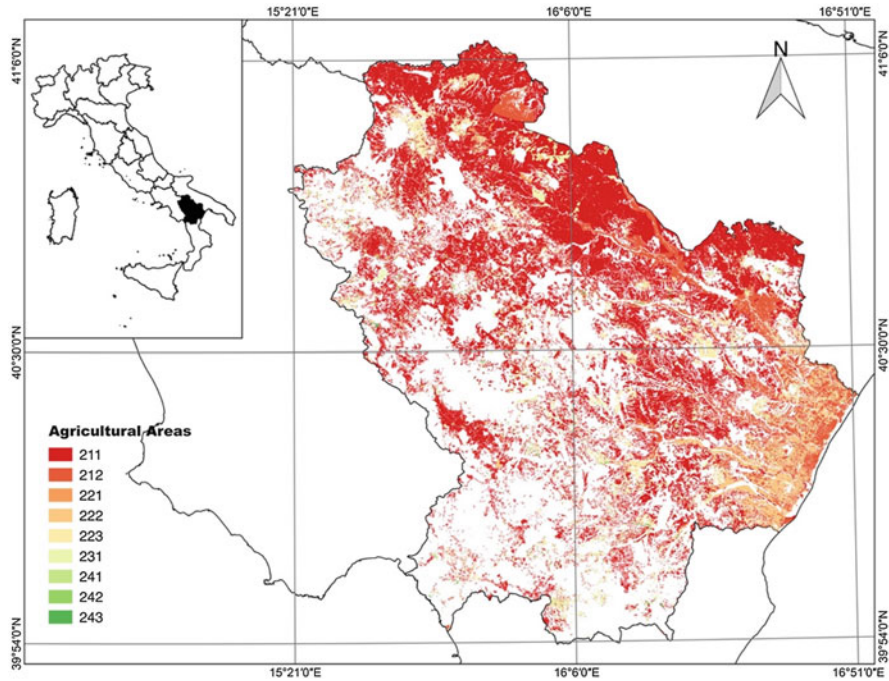 15°21'0"E 16°6'0"E 16°51'0"E
41°6'0"N 41°6'0"N
N
40°30'0"N 40°30'0"N
Agricultural Areas
211
212
221
222
223
231
241
242
243
39°54'0"N 39°54'0"N
15°21'0"E 16°6'0"E 16°51'0"E